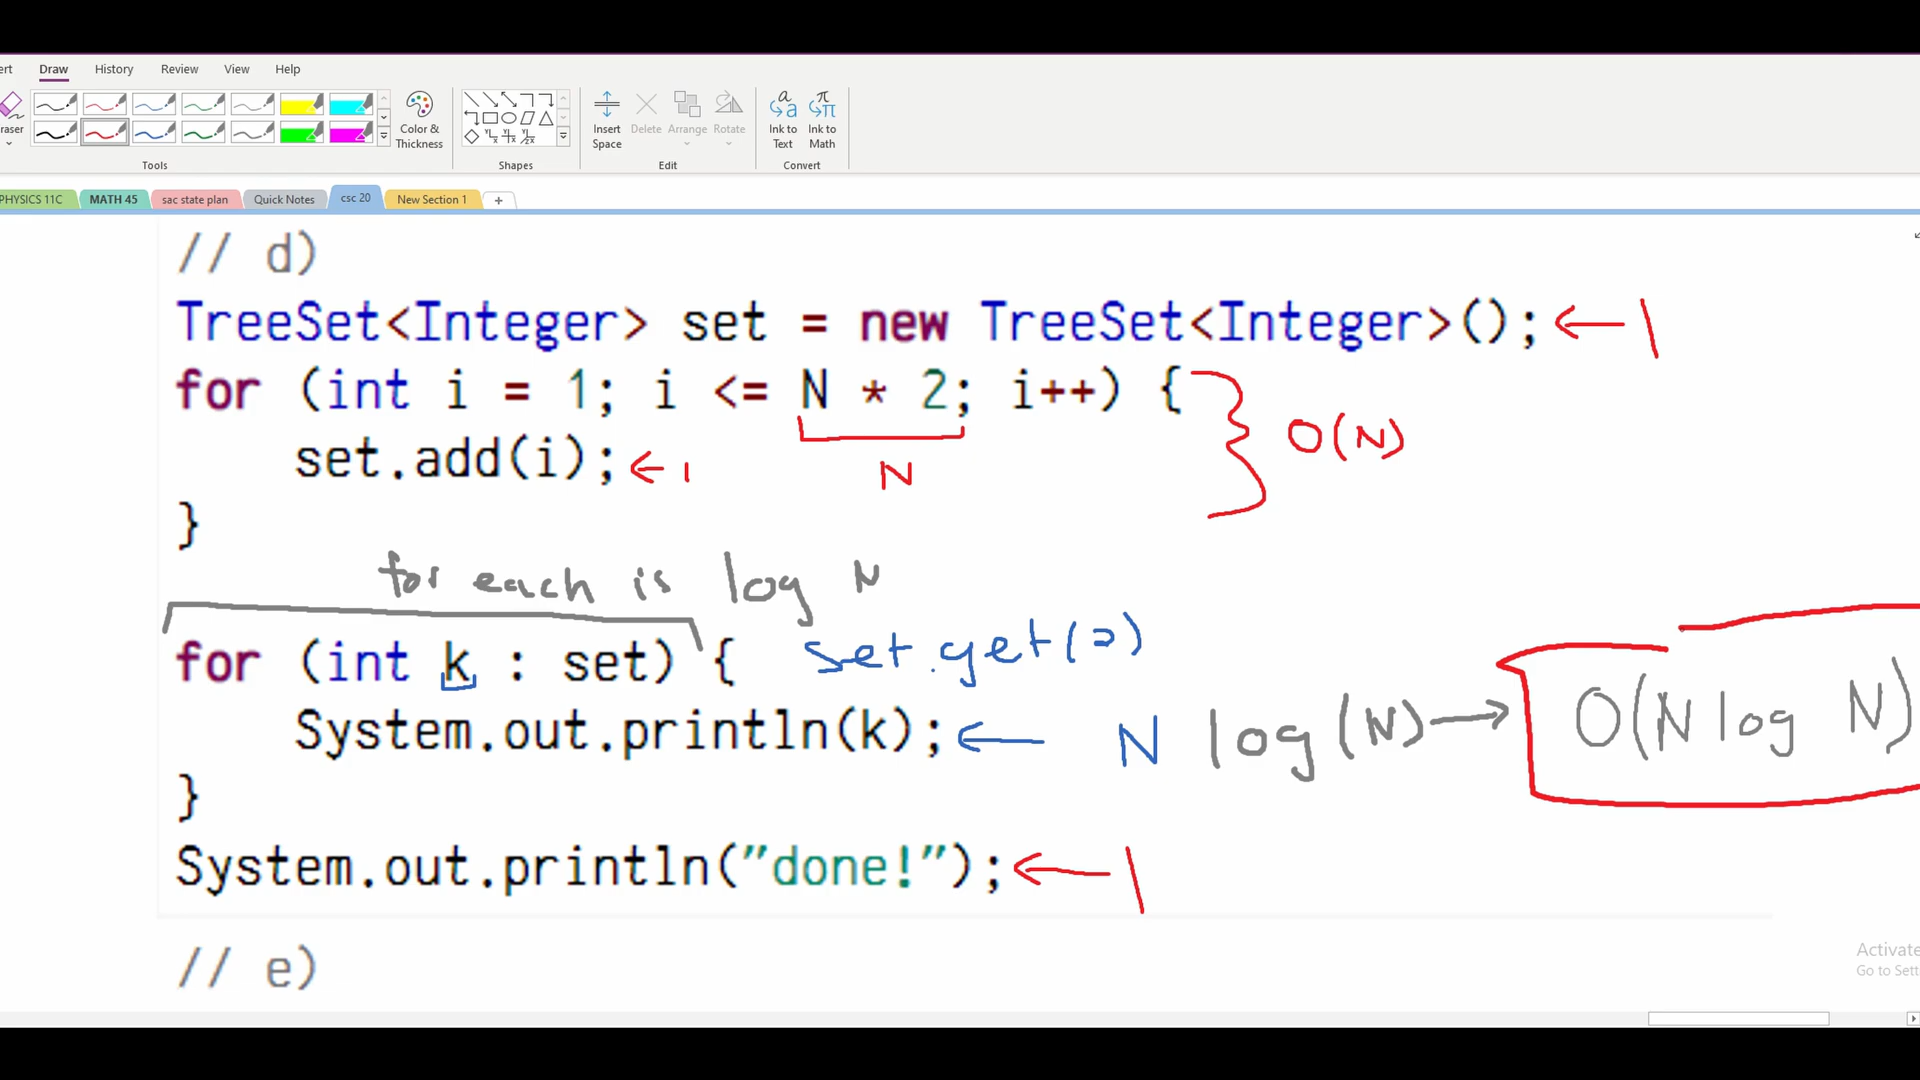 ert Draw History Review View Help
Eraser
Color & Thickness
Insert Space
Delete Arrange Rotate
Ink to Text
Ink to Math
Tools Shapes Edit Convert
PHYSICS 11C MATH 45 sac state plan Quick Notes csc 20 New Section 1 +
// d)
TreeSet<Integer> set = new TreeSet<Integer>(); ← 1
for (int i = 1; i <= N * 2; i++) {
O(N)
set.add(i); ← 1
N
}
for each is log N
for (int k : set) { set.get(2)
System.out.println(k); ← N log(N) → O(N log N)
}
System.out.println("done!"); ← 1
// e)
Activate
Go to Sett